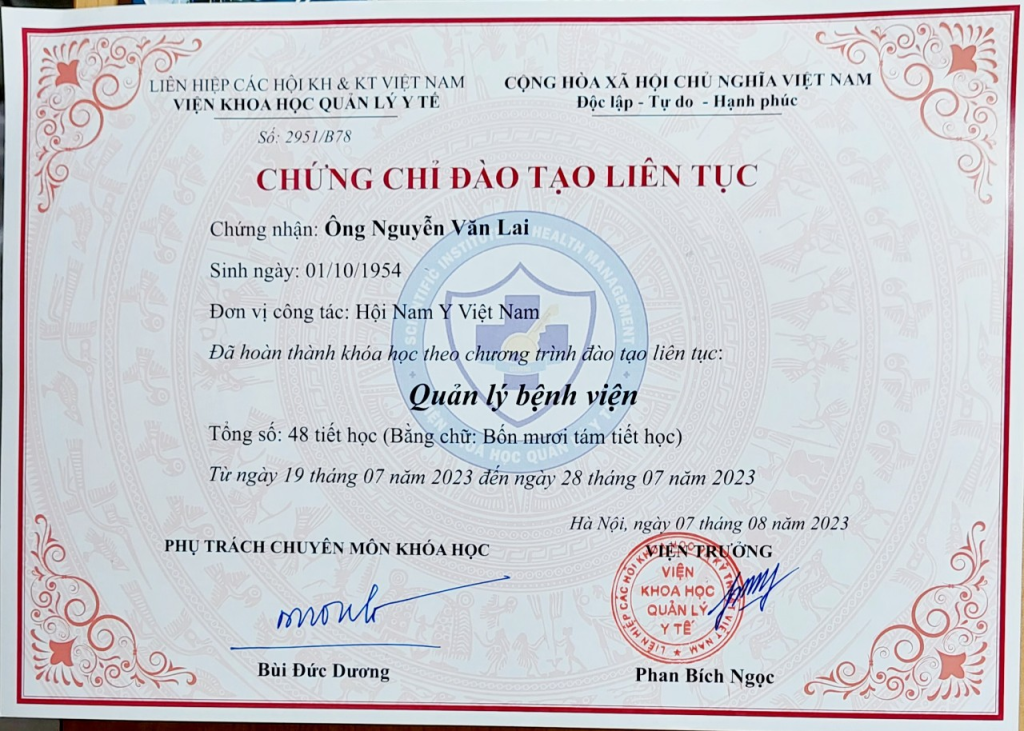 LIÊN HIỆP CÁC HỘI KH & KT VIỆT NAM
VIỆN KHOA HỌC QUẢN LÝ Y TẾ
Số: 2951/B78
CỘNG HÒA XÃ HỘI CHỦ NGHĨA VIỆT NAM
Độc lập - Tự do - Hạnh phúc
CHỨNG CHỈ ĐÀO TẠO LIÊN TỤC
Chứng nhận: Ông Nguyễn Văn Lai
Sinh ngày: 01/10/1954
Đơn vị công tác: Hội Nam Y Việt Nam
Đã hoàn thành khóa học theo chương trình đào tạo liên tục:
Quản lý bệnh viện
Tổng số: 48 tiết học (Bằng chữ: Bốn mươi tám tiết học)
Từ ngày 19 tháng 07 năm 2023 đến ngày 28 tháng 07 năm 2023
Hà Nội, ngày 07 tháng 08 năm 2023
PHỤ TRÁCH CHUYÊN MÔN KHÓA HỌC
Bùi Đức Dương
VIỆN TRƯỞNG
VIỆN
KHOA HỌC
QUẢN LÝ
Y TẾ
Phan Bích Ngọc